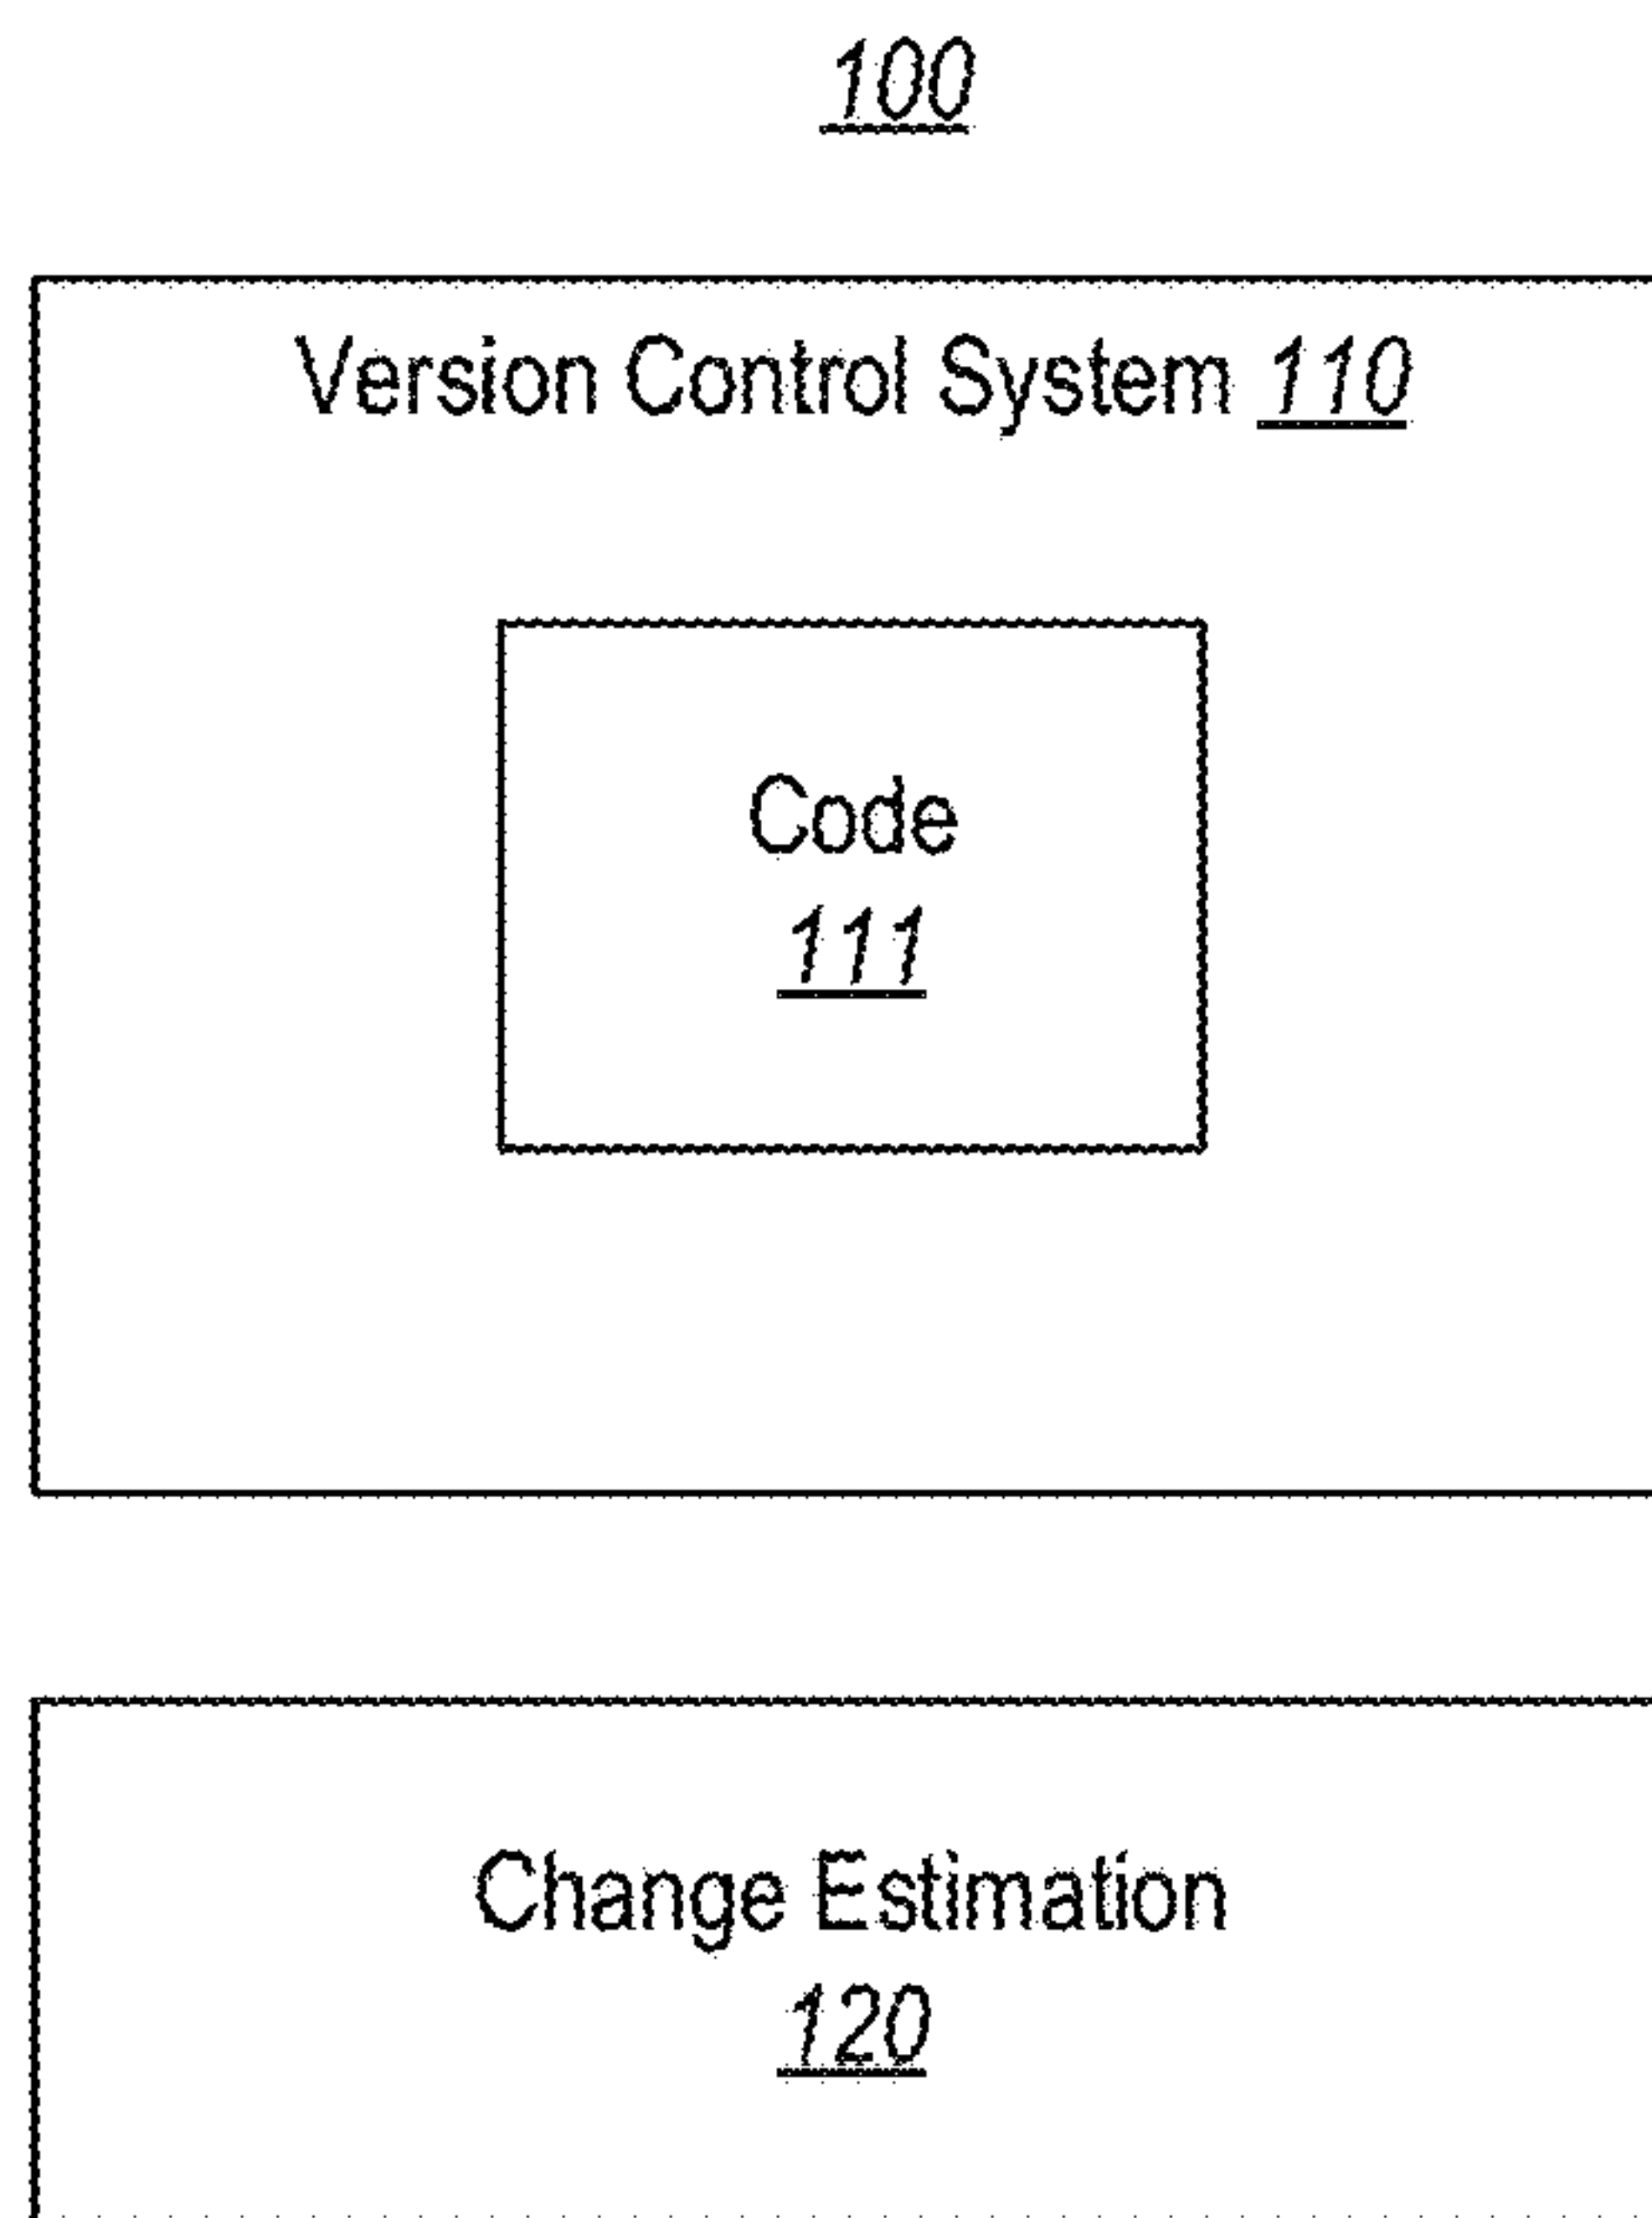 100
Version Control System 110
Code
111
Change Estimation
120